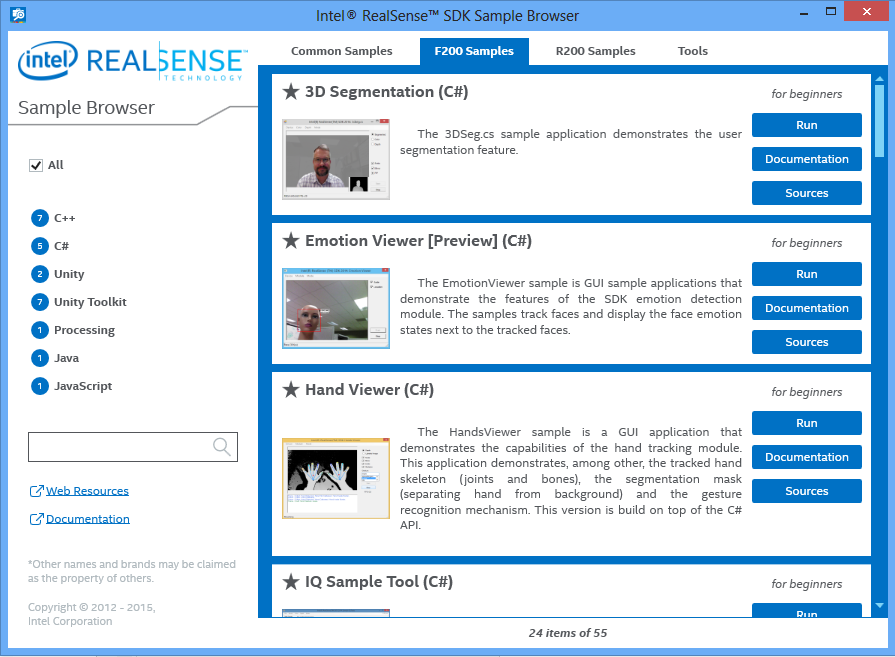 Intel® RealSense™ SDK Sample Browser
intel REALSENSE™
TECHNOLOGY
Sample Browser
All
7 C++
5 C#
2 Unity
7 Unity Toolkit
1 Processing
1 Java
1 JavaScript
Web Resources
Documentation
*Other names and brands may be claimed
as the property of others.
Copyright © 2012 - 2015,
Intel Corporation
Common Samples F200 Samples R200 Samples Tools
3D Segmentation (C#)
for beginners
The 3DSeg.cs sample application demonstrates the user
segmentation feature.
Run
Documentation
Sources
Emotion Viewer [Preview] (C#)
for beginners
The EmotionViewer sample is GUI sample applications that
demonstrate the features of the SDK emotion detection
module. The samples track faces and display the face emotion
states next to the tracked faces.
Run
Documentation
Sources
Hand Viewer (C#)
for beginners
The HandsViewer sample is a GUI application that
demonstrates the capabilities of the hand tracking module.
This application demonstrates, among other, the tracked hand
skeleton (joints and bones), the segmentation mask
(separating hand from background) and the gesture
recognition mechanism. This version is build on top of the C#
API.
Run
Documentation
Sources
IQ Sample Tool (C#)
for beginners
Run
24 items of 55